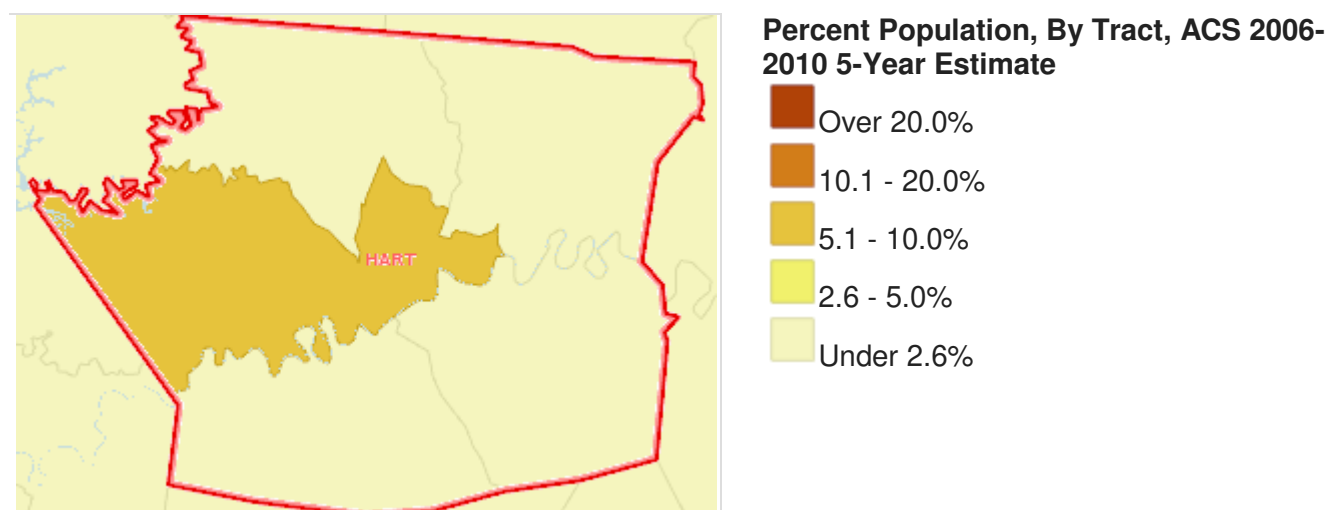 HART
Percent Population, By Tract, ACS 2006-
2010 5-Year Estimate
Over 20.0%
10.1 - 20.0%
5.1 - 10.0%
2.6 - 5.0%
Under 2.6%